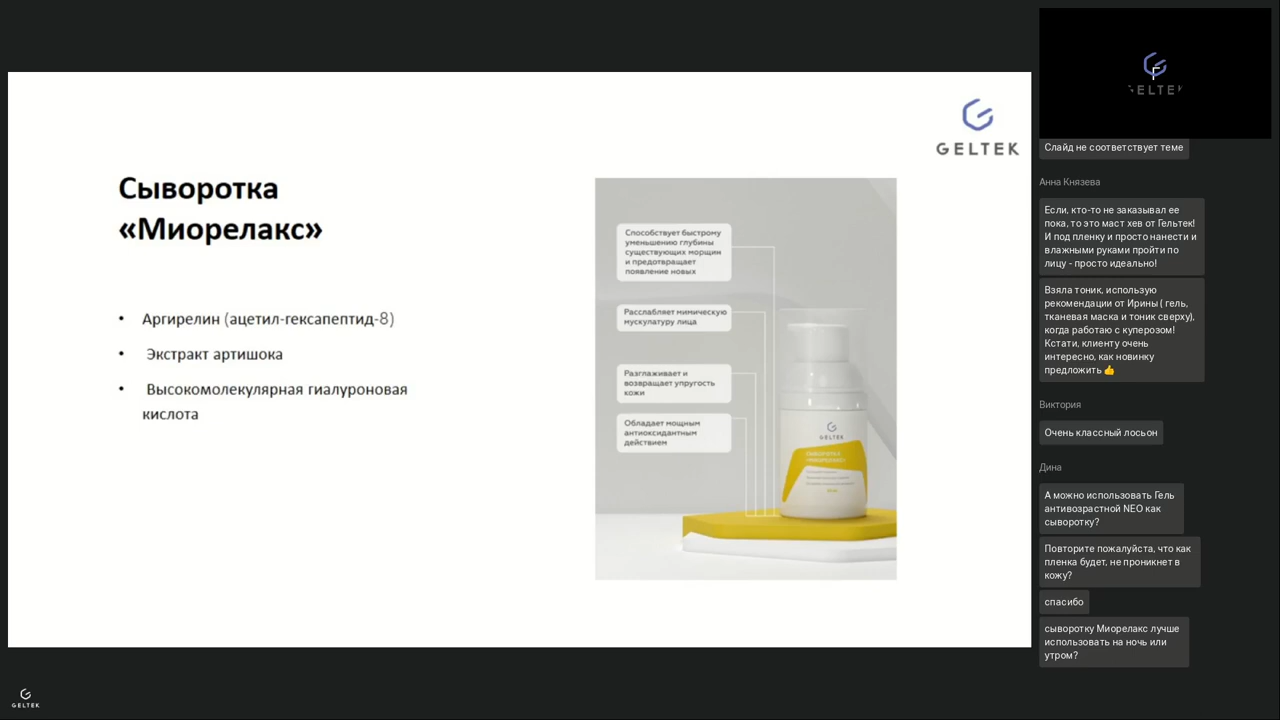 GELTEK
Сыворотка
«Миорелакс»
• Аргирелин (ацетил-гексапептид-8)
• Экстракт артишока
• Высокомолекулярная гиалуроновая
кислота
Способствует быстрому
уменьшению глубины
существующих морщин
и предотвращает
появление новых
Расслабляет мимическую
мускулатуру лица
Разглаживает и
возвращает упругость
кожи
Обладает мощным
антиоксидантным
действием
GELTEK
СЫВОРОТКА
«МИОРЕЛАКС»
GELTEK
Слайд не соответствует теме
Анна Князева
Если, кто-то не заказывал ее
пока, то это маст хев от Гельтек!
И под пленку и просто нанести и
влажными руками пройти по
лицу - просто идеально!
Взяла тоник, использую
рекомендации от Ирины ( гель,
тканевая маска и тоник сверху),
когда работаю с куперозом!
Кстати, клиенту очень
интересно, как новинку
предложить 👍
Виктория
Очень классный лосьон
Дина
А можно использовать Гель
антивозрастной NEO как
сыворотку?
Повторите пожалуйста, что как
пленка будет, не проникнет в
кожу?
спасибо
сыворотку Миорелакс лучше
использовать на ночь или
утром?
GELTEK